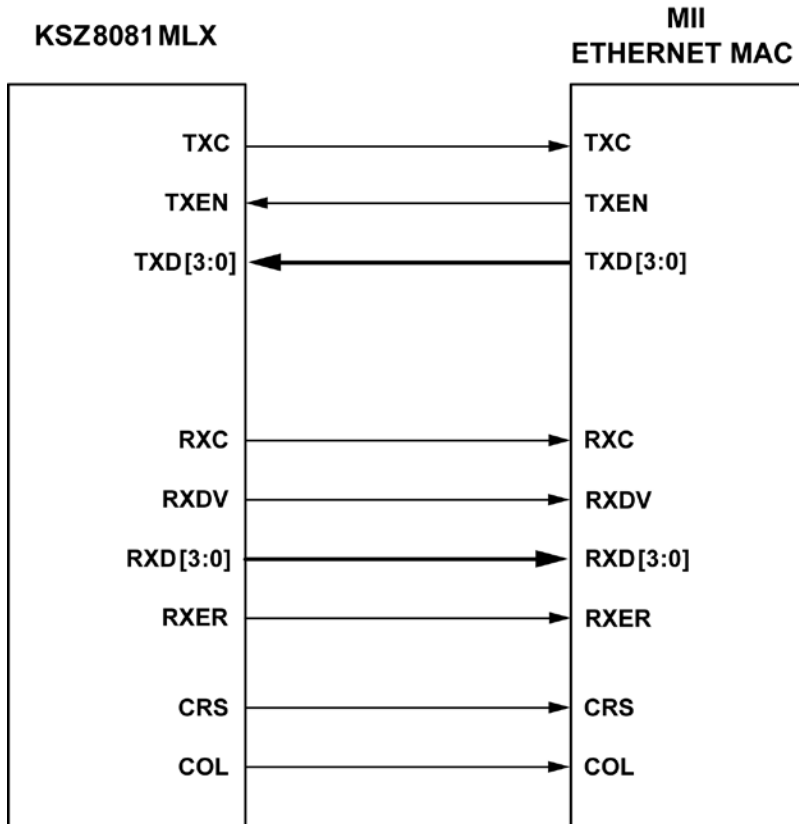 KSZ8081MLX
MII
ETHERNET MAC
TXC TXC
TXEN TXEN
TXD[3:0] TXD[3:0]
RXC RXC
RXDV RXDV
RXD[3:0] RXD[3:0]
RXER RXER
CRS CRS
COL COL